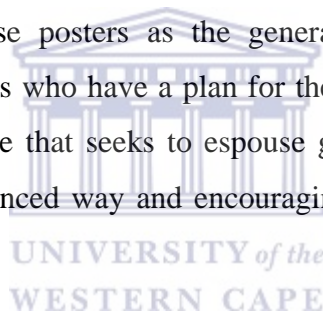 se posters as the genera
s who have a plan for the
e that seeks to espouse g
nced way and encouragin
UNIVERSITY of the
WESTERN CAPE